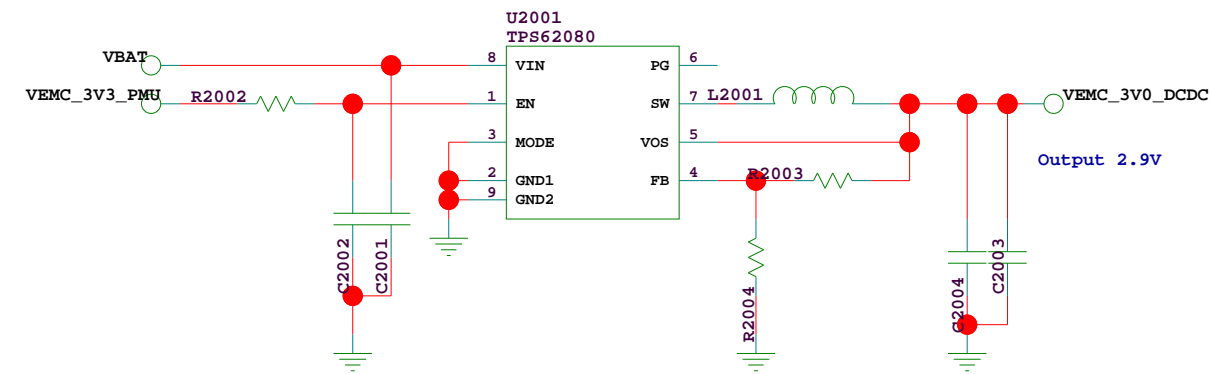 U2001
TPS62080
VBAT
8
VIN
PG
6
VEMC_3V3_PMU
R2002
1
EN
SW
7
L2001
VEMC_3V0_DCDC
3
MODE
VOS
5
Output 2.9V
2
GND1
FB
4
R2003
9
GND2
C2002
C2001
R2004
C2004
C2003